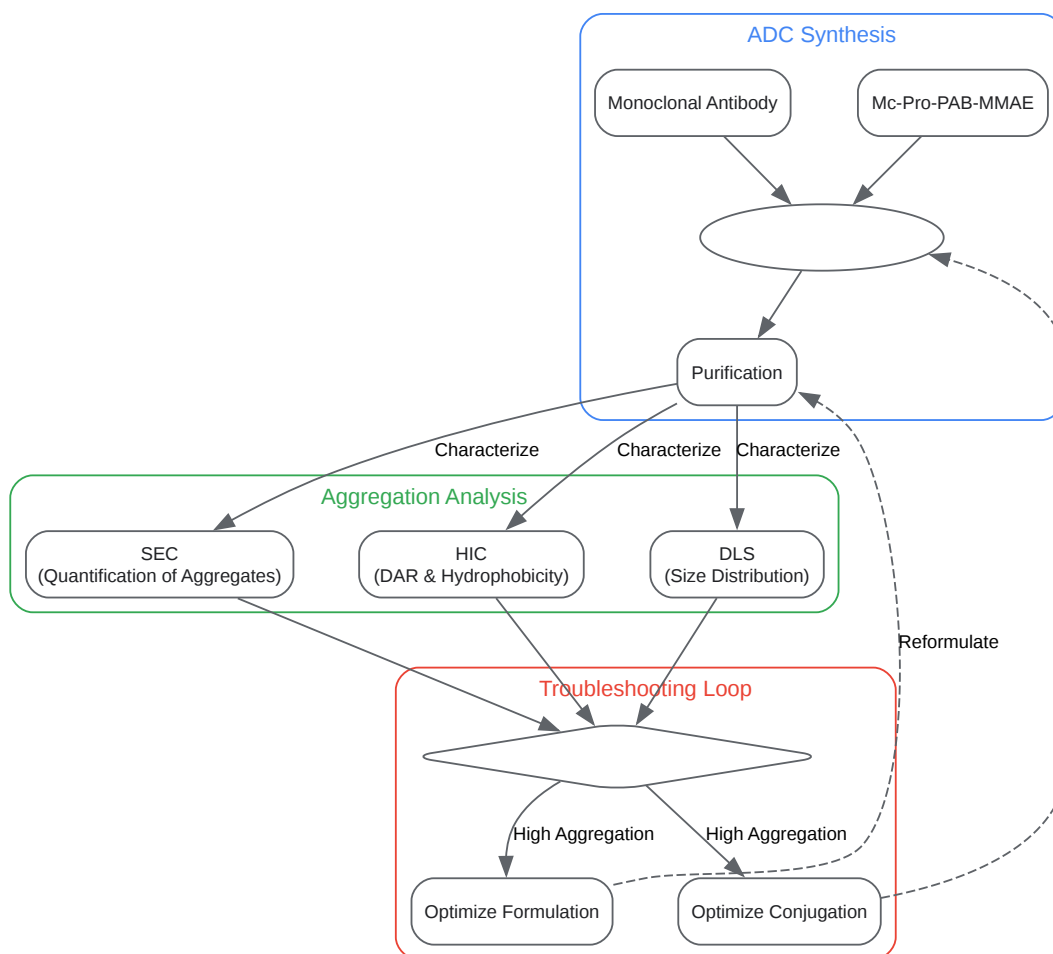 ADC Synthesis
Monoclonal Antibody
Mc-Pro-PAB-MMAE
Purification
Characterize
Characterize
Characterize
Aggregation Analysis
SEC
(Quantification of Aggregates)
HIC
(DAR & Hydrophobicity)
DLS
(Size Distribution)
Reformulate
Troubleshooting Loop
High Aggregation
High Aggregation
Optimize Formulation
Optimize Conjugation